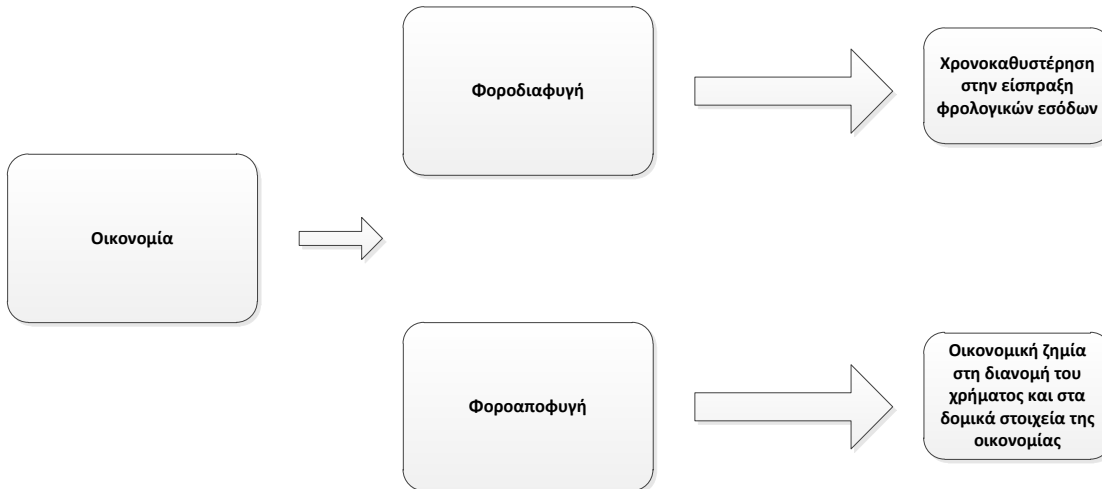 Οικονομία
Φοροδιαφυγή
Χρονοκαθυστέρηση
στην είσπραξη
φρολογικών εσόδων
Φοροαποφυγή
Οικονομική ζημία
στη διανομή του
χρήματος και στα
δομικά στοιχεία της
οικονομίας